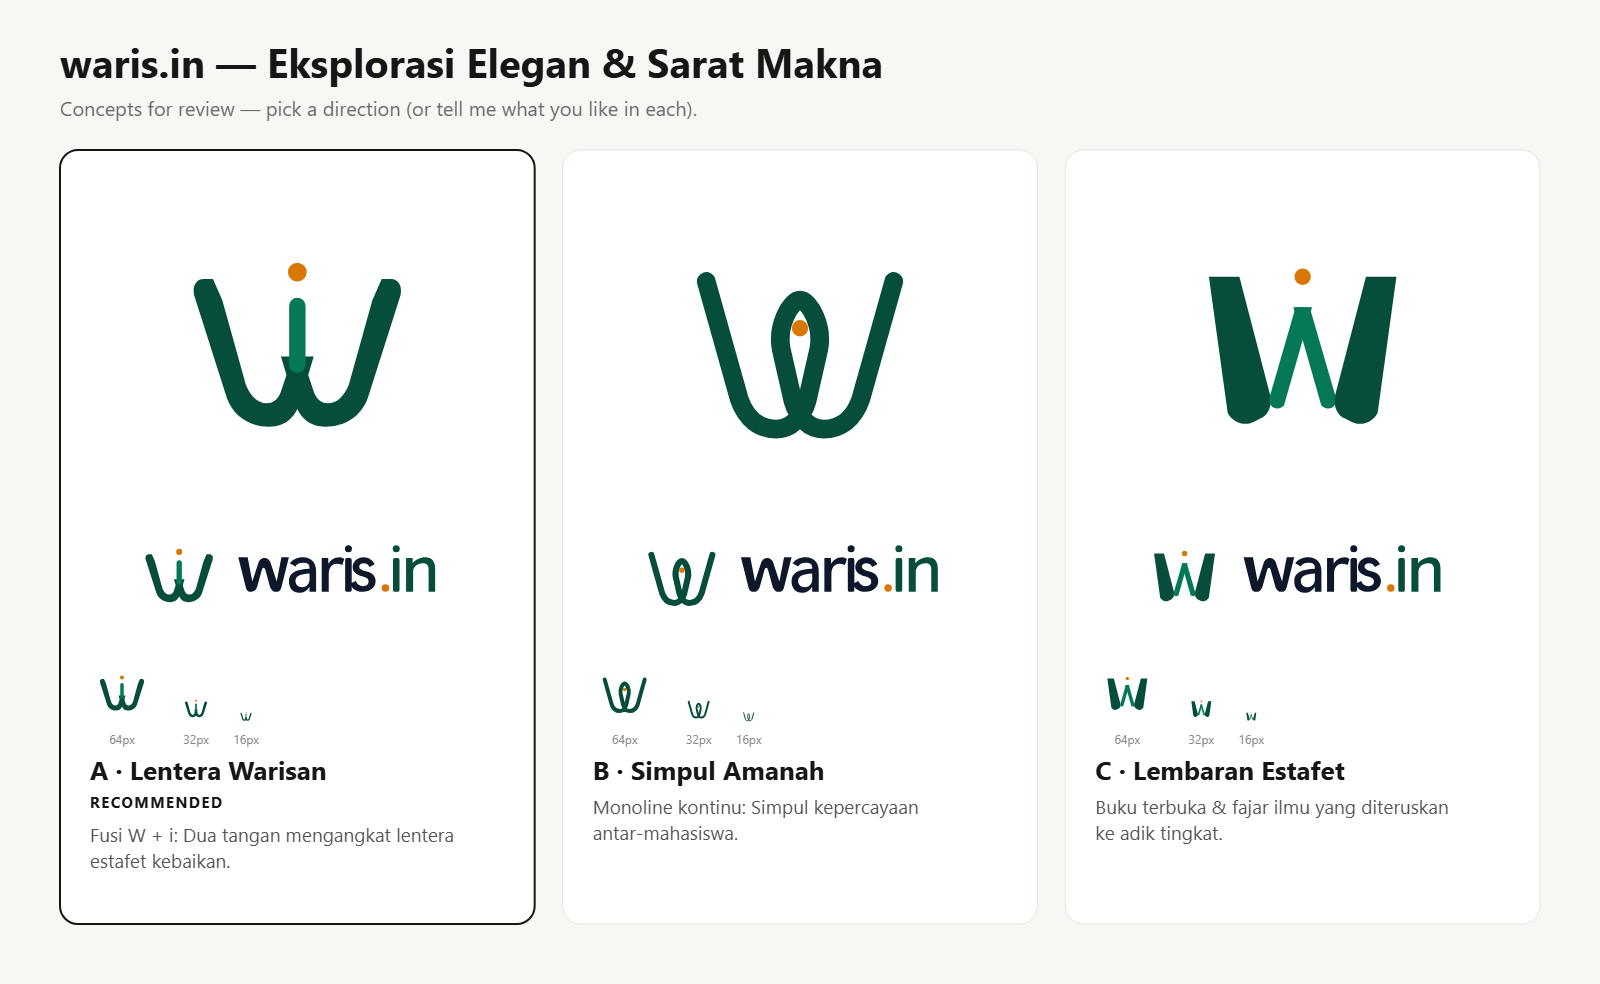 waris.in — Eksplorasi Elegan & Sarat Makna
Concepts for review — pick a direction (or tell me what you like in each).
waris.in
64px 32px 16px
A · Lentera Warisan
RECOMMENDED
Fusi W + i: Dua tangan mengangkat lentera
estafet kebaikan.
waris.in
64px 32px 16px
B · Simpul Amanah
Monoline kontinu: Simpul kepercayaan
antar-mahasiswa.
waris.in
64px 32px 16px
C · Lembaran Estafet
Buku terbuka & fajar ilmu yang diteruskan
ke adik tingkat.